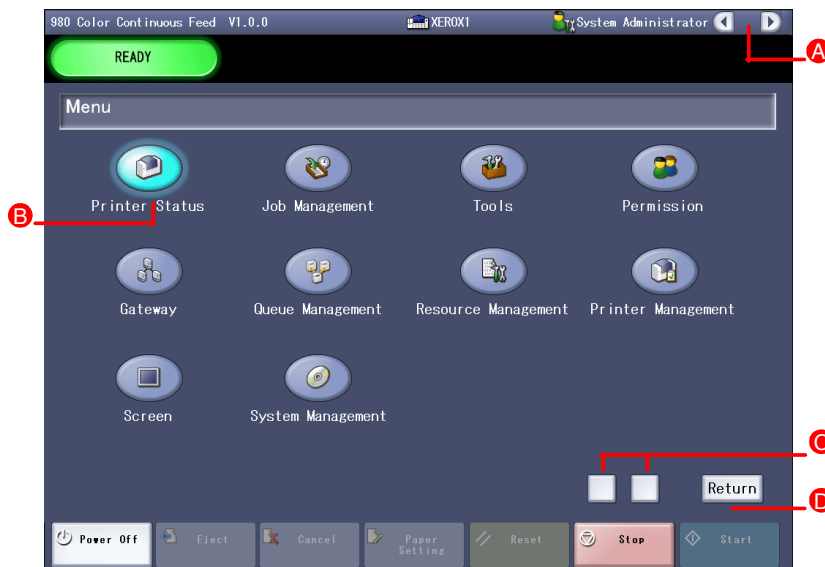 980 Color Continuous Feed V1.0.0 XEROX1 System Administrator
A
READY
Menu
Printer Status Job Management Tools Permission
B
Gateway Queue Management Resource Management Printer Management
Screen System Management
C
Return
D
Power Off Eject Cancel Paper Setting Reset Stop Start